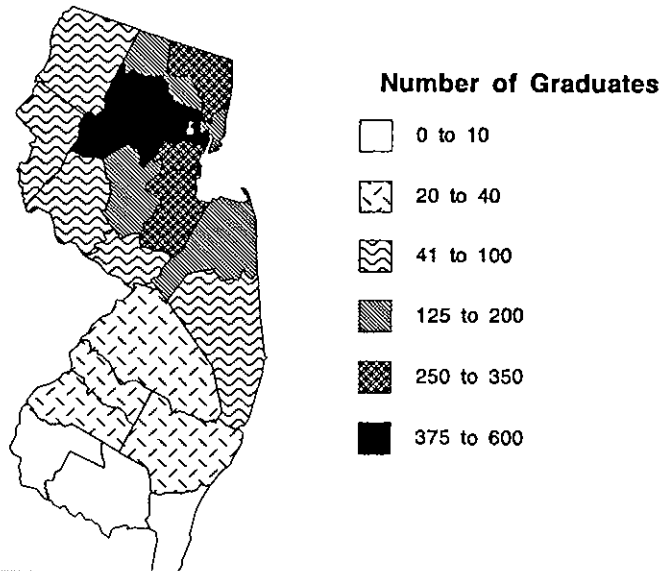 Number of Graduates
0 to 10
20 to 40
41 to 100
125 to 200
250 to 350
375 to 600